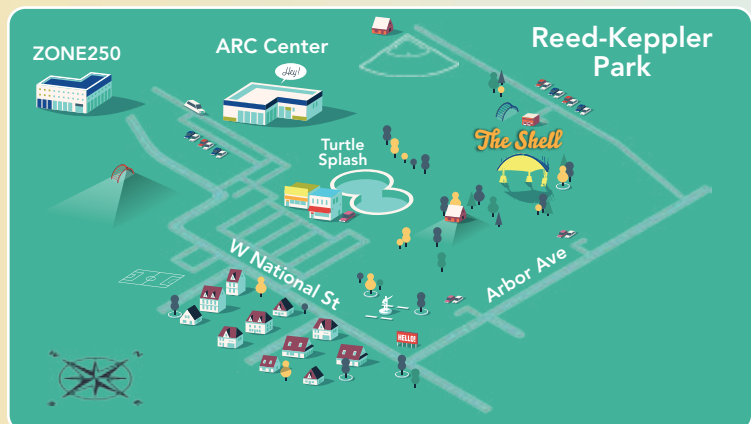 Reed-Keppler
Park
ZONE250
ARC Center
Hey!
The Shell
Turtle
Splash
W National St
Arbor Ave
HELLO!